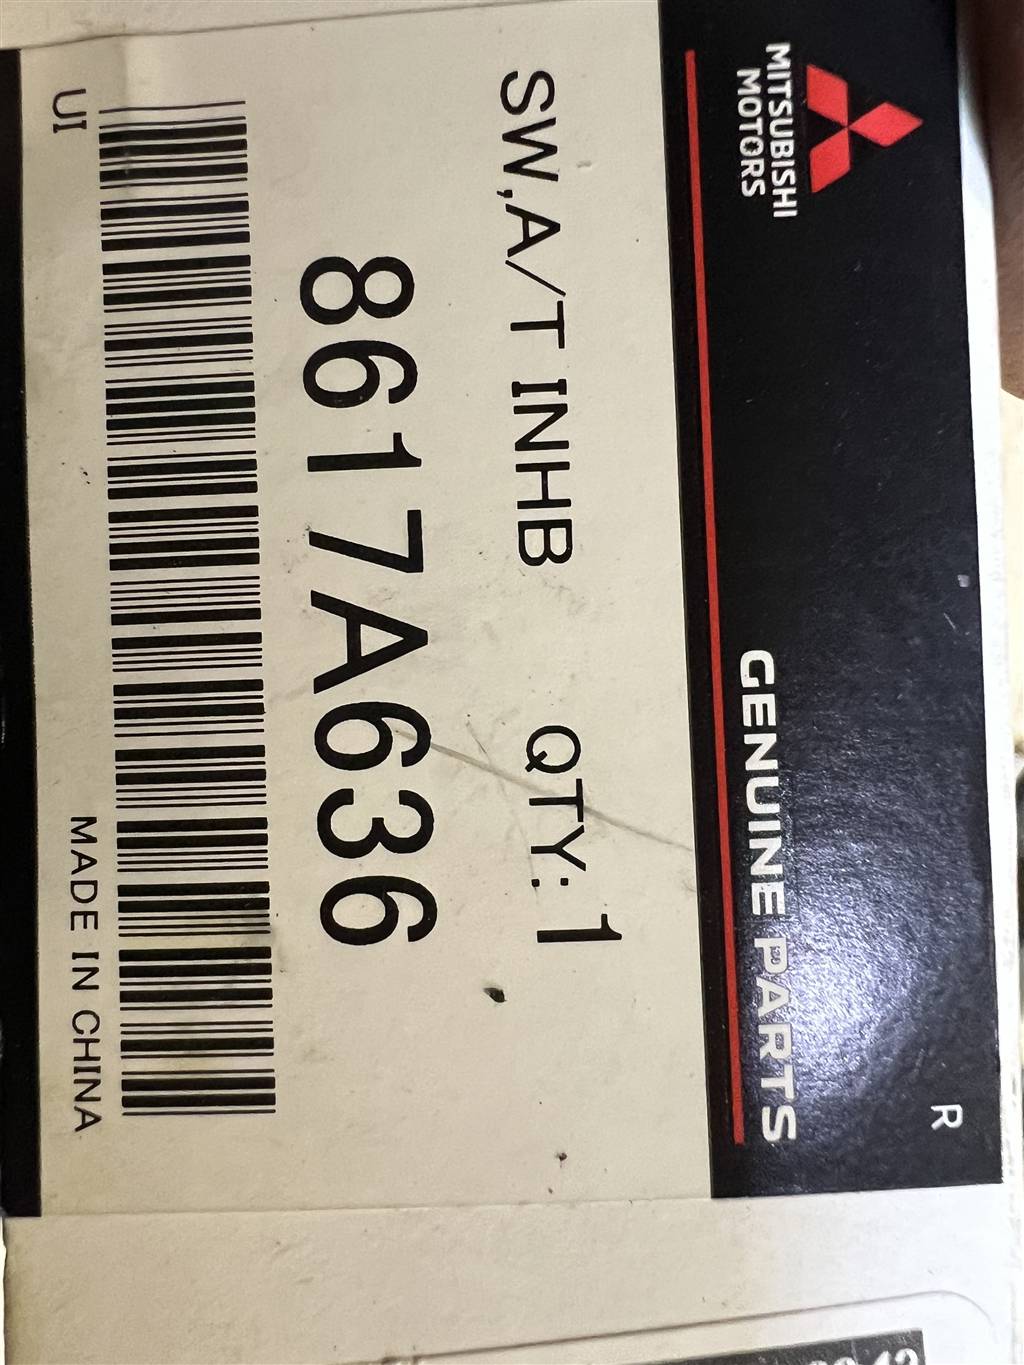 MITSUBISHI
MOTORS
GENUINE PARTS
R
SW,A/T INHB QTY: 1
8617A636
UI
MADE IN CHINA